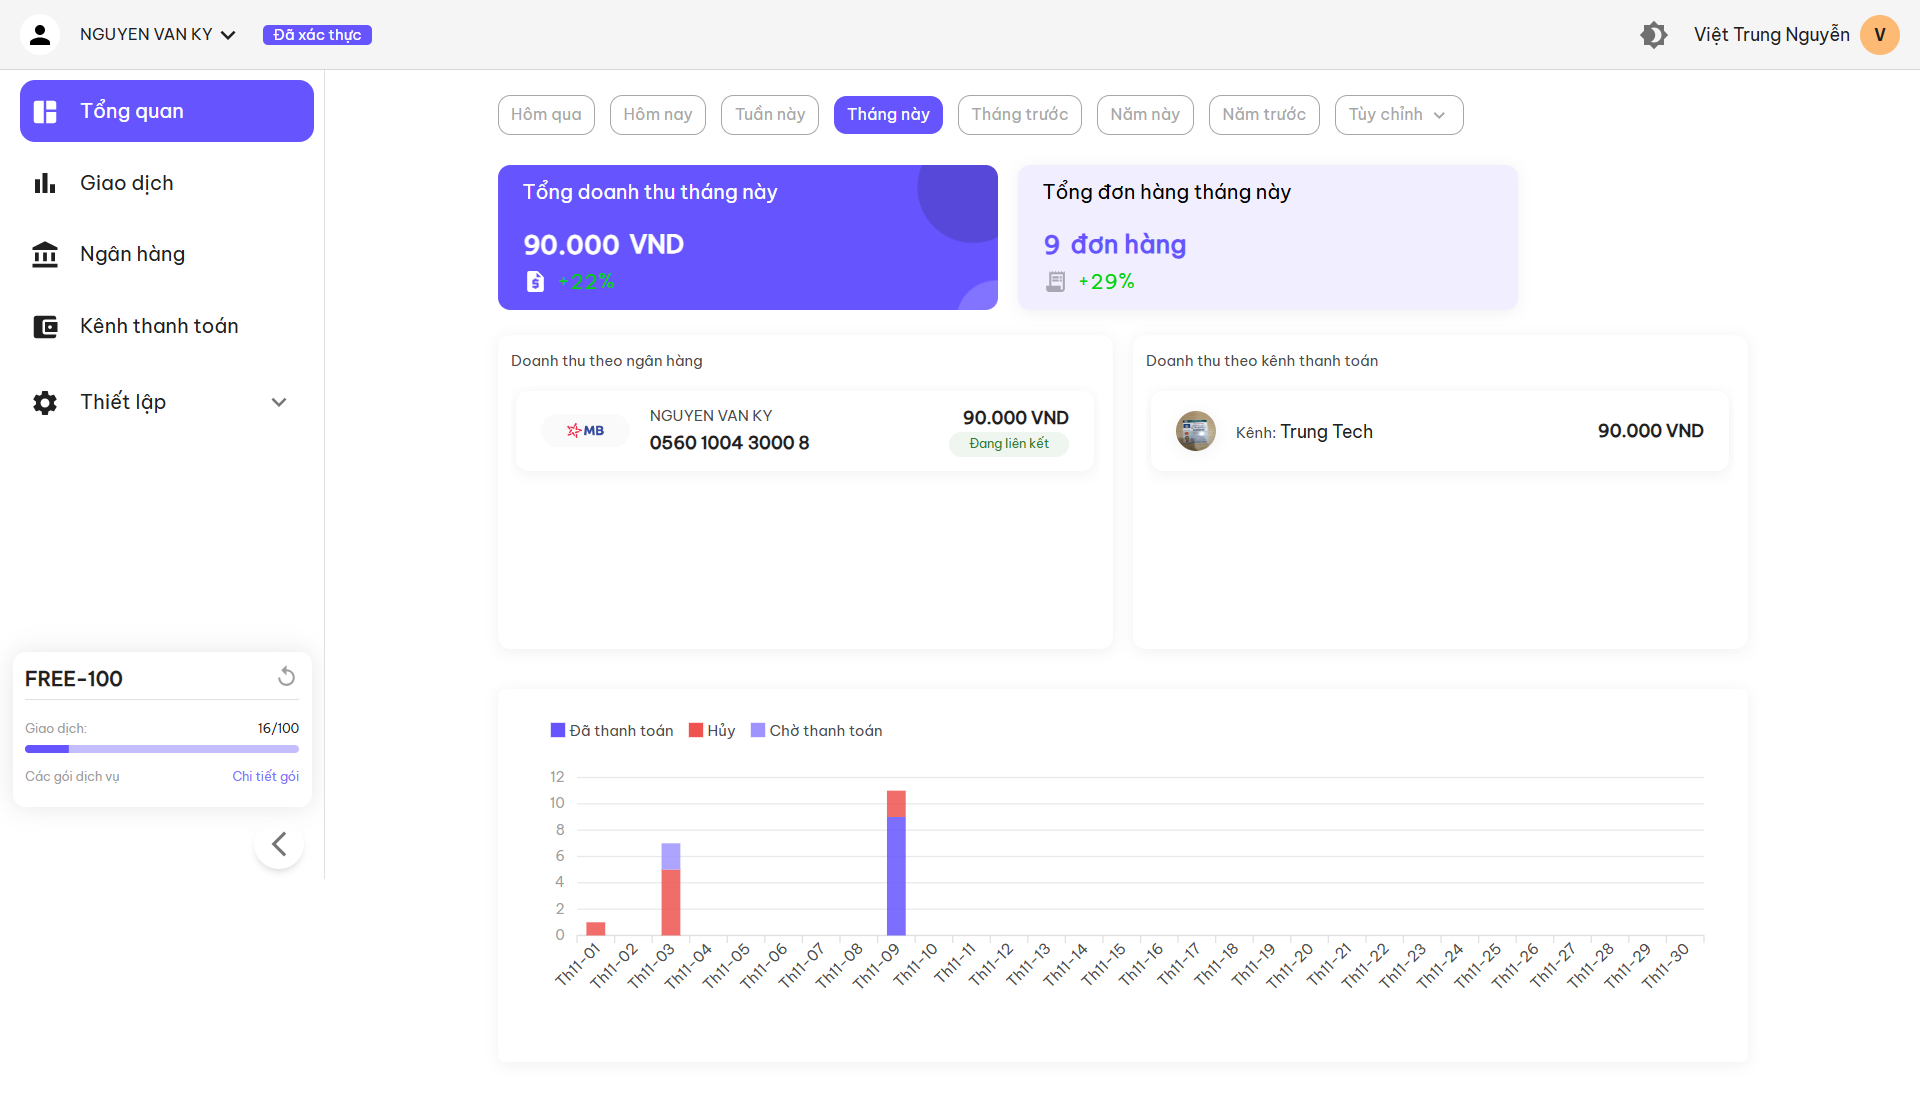 NGUYEN VAN KY
Đã xác thực
Việt Trung Nguyễn
V
Tổng quan
Giao dịch
Ngân hàng
Kênh thanh toán
Thiết lập
FREE-100
Giao dịch:
16/100
Các gói dịch vụ
Chi tiết gói
Hôm qua
Hôm nay
Tuần này
Tháng này
Tháng trước
Năm này
Năm trước
Tùy chỉnh
Tổng doanh thu tháng này
90.000 VND
+22%
Tổng đơn hàng tháng này
9 đơn hàng
+29%
Doanh thu theo ngân hàng
MB
NGUYEN VAN KY
0560 1004 3000 8
90.000 VND
Đang liên kết
Doanh thu theo kênh thanh toán
Kênh: Trung Tech
90.000 VND
Đã thanh toán
Hủy
Chờ thanh toán
12
10
8
6
4
2
0
Th11-01
Th11-02
Th11-03
Th11-04
Th11-05
Th11-06
Th11-07
Th11-08
Th11-09
Th11-10
Th11-11
Th11-12
Th11-13
Th11-14
Th11-15
Th11-16
Th11-17
Th11-18
Th11-19
Th11-20
Th11-21
Th11-22
Th11-23
Th11-24
Th11-25
Th11-26
Th11-27
Th11-28
Th11-29
Th11-30